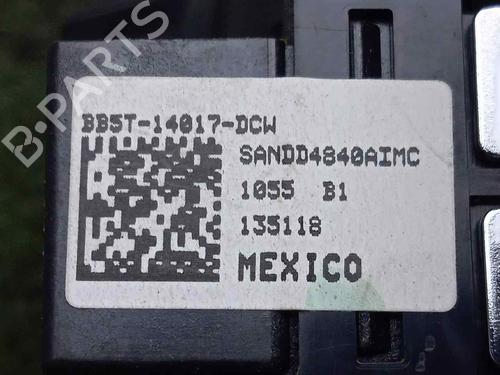 BB5T-14017-DCW
SANDD4840AIMC
1055 B1
135118
MEXICO
B-PARTS